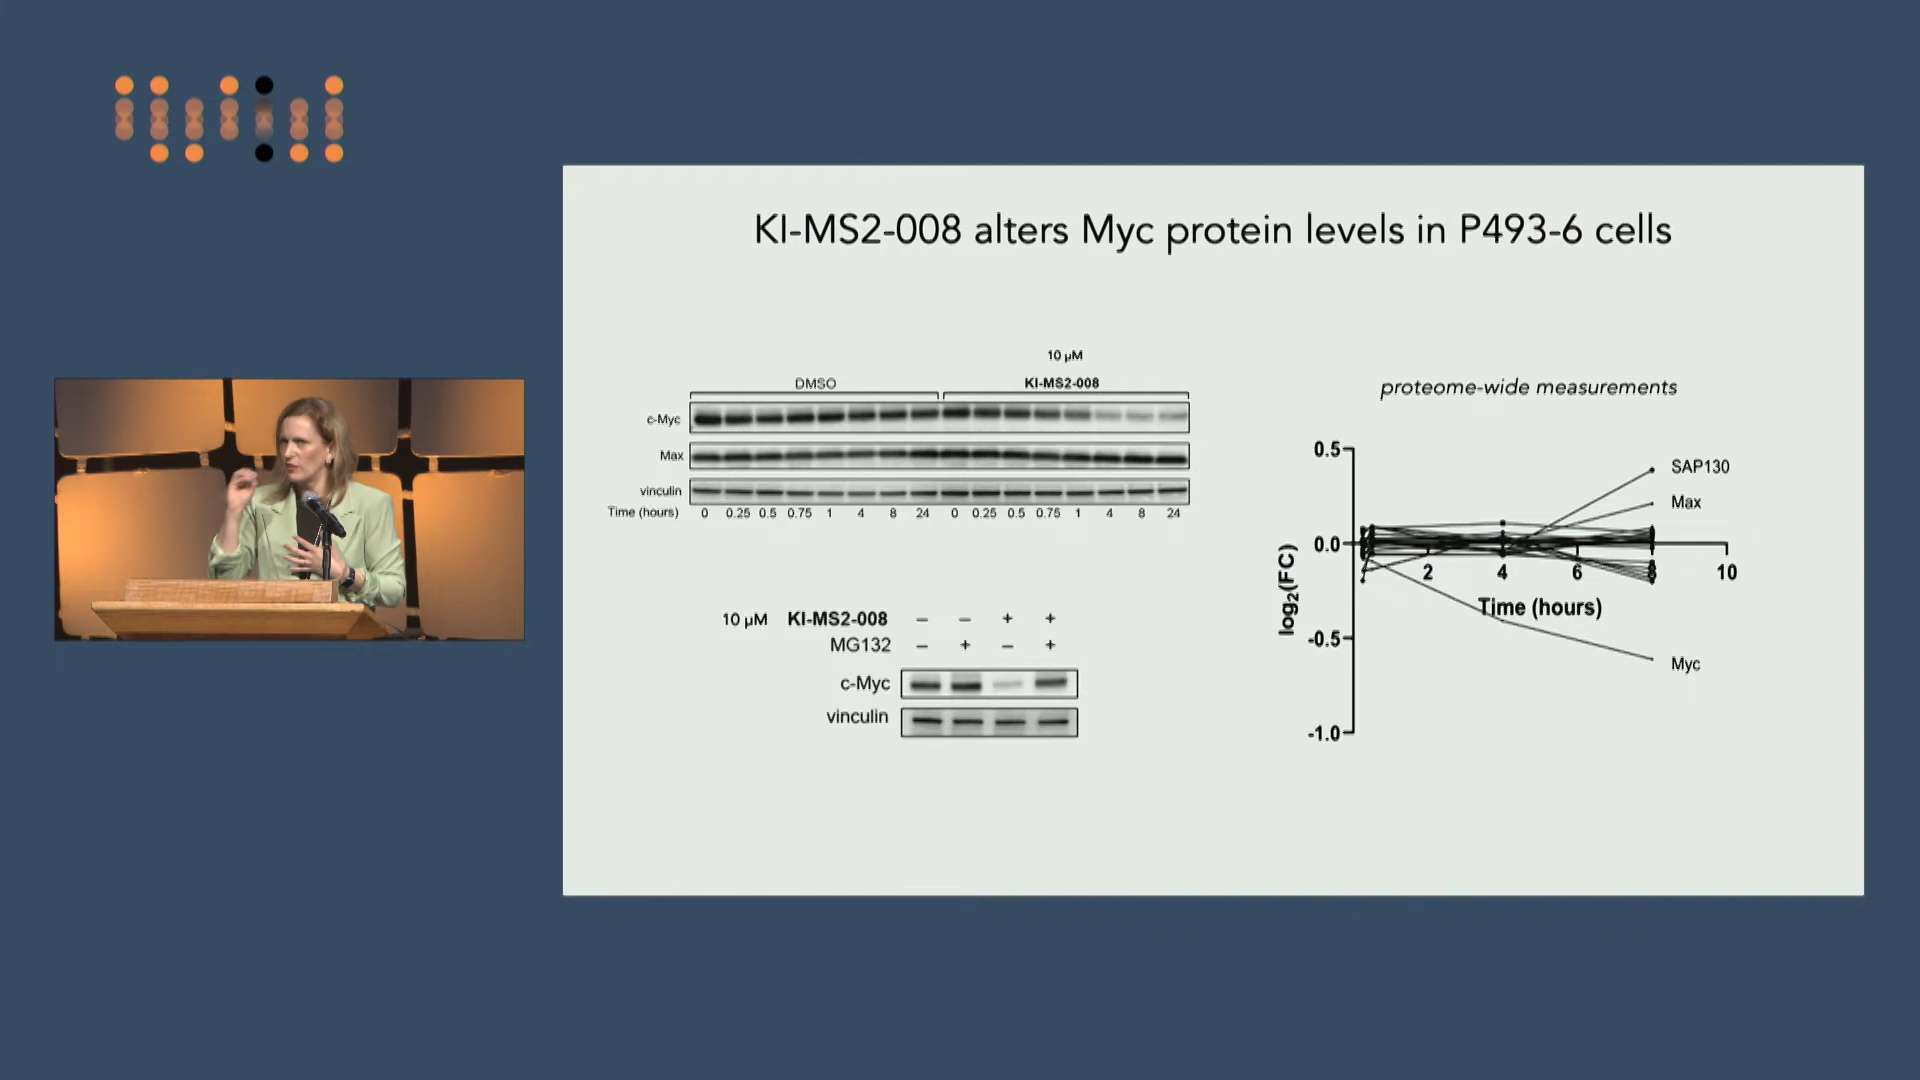 KI-MS2-008 alters Myc protein levels in P493-6 cells
10 µM
DMSO KI-MS2-008
c-Myc
Max
vinculin
Time (hours) 0 0.25 0.5 0.75 1 4 8 24 0 0.25 0.5 0.75 1 4 8 24
10 µM KI-MS2-008 – – + +
MG132 – + – +
c-Myc
vinculin
proteome-wide measurements
0.5
SAP130
Max
0.0
2 4 6 8 10
Time (hours)
log₂(FC)
-0.5
Myc
-1.0